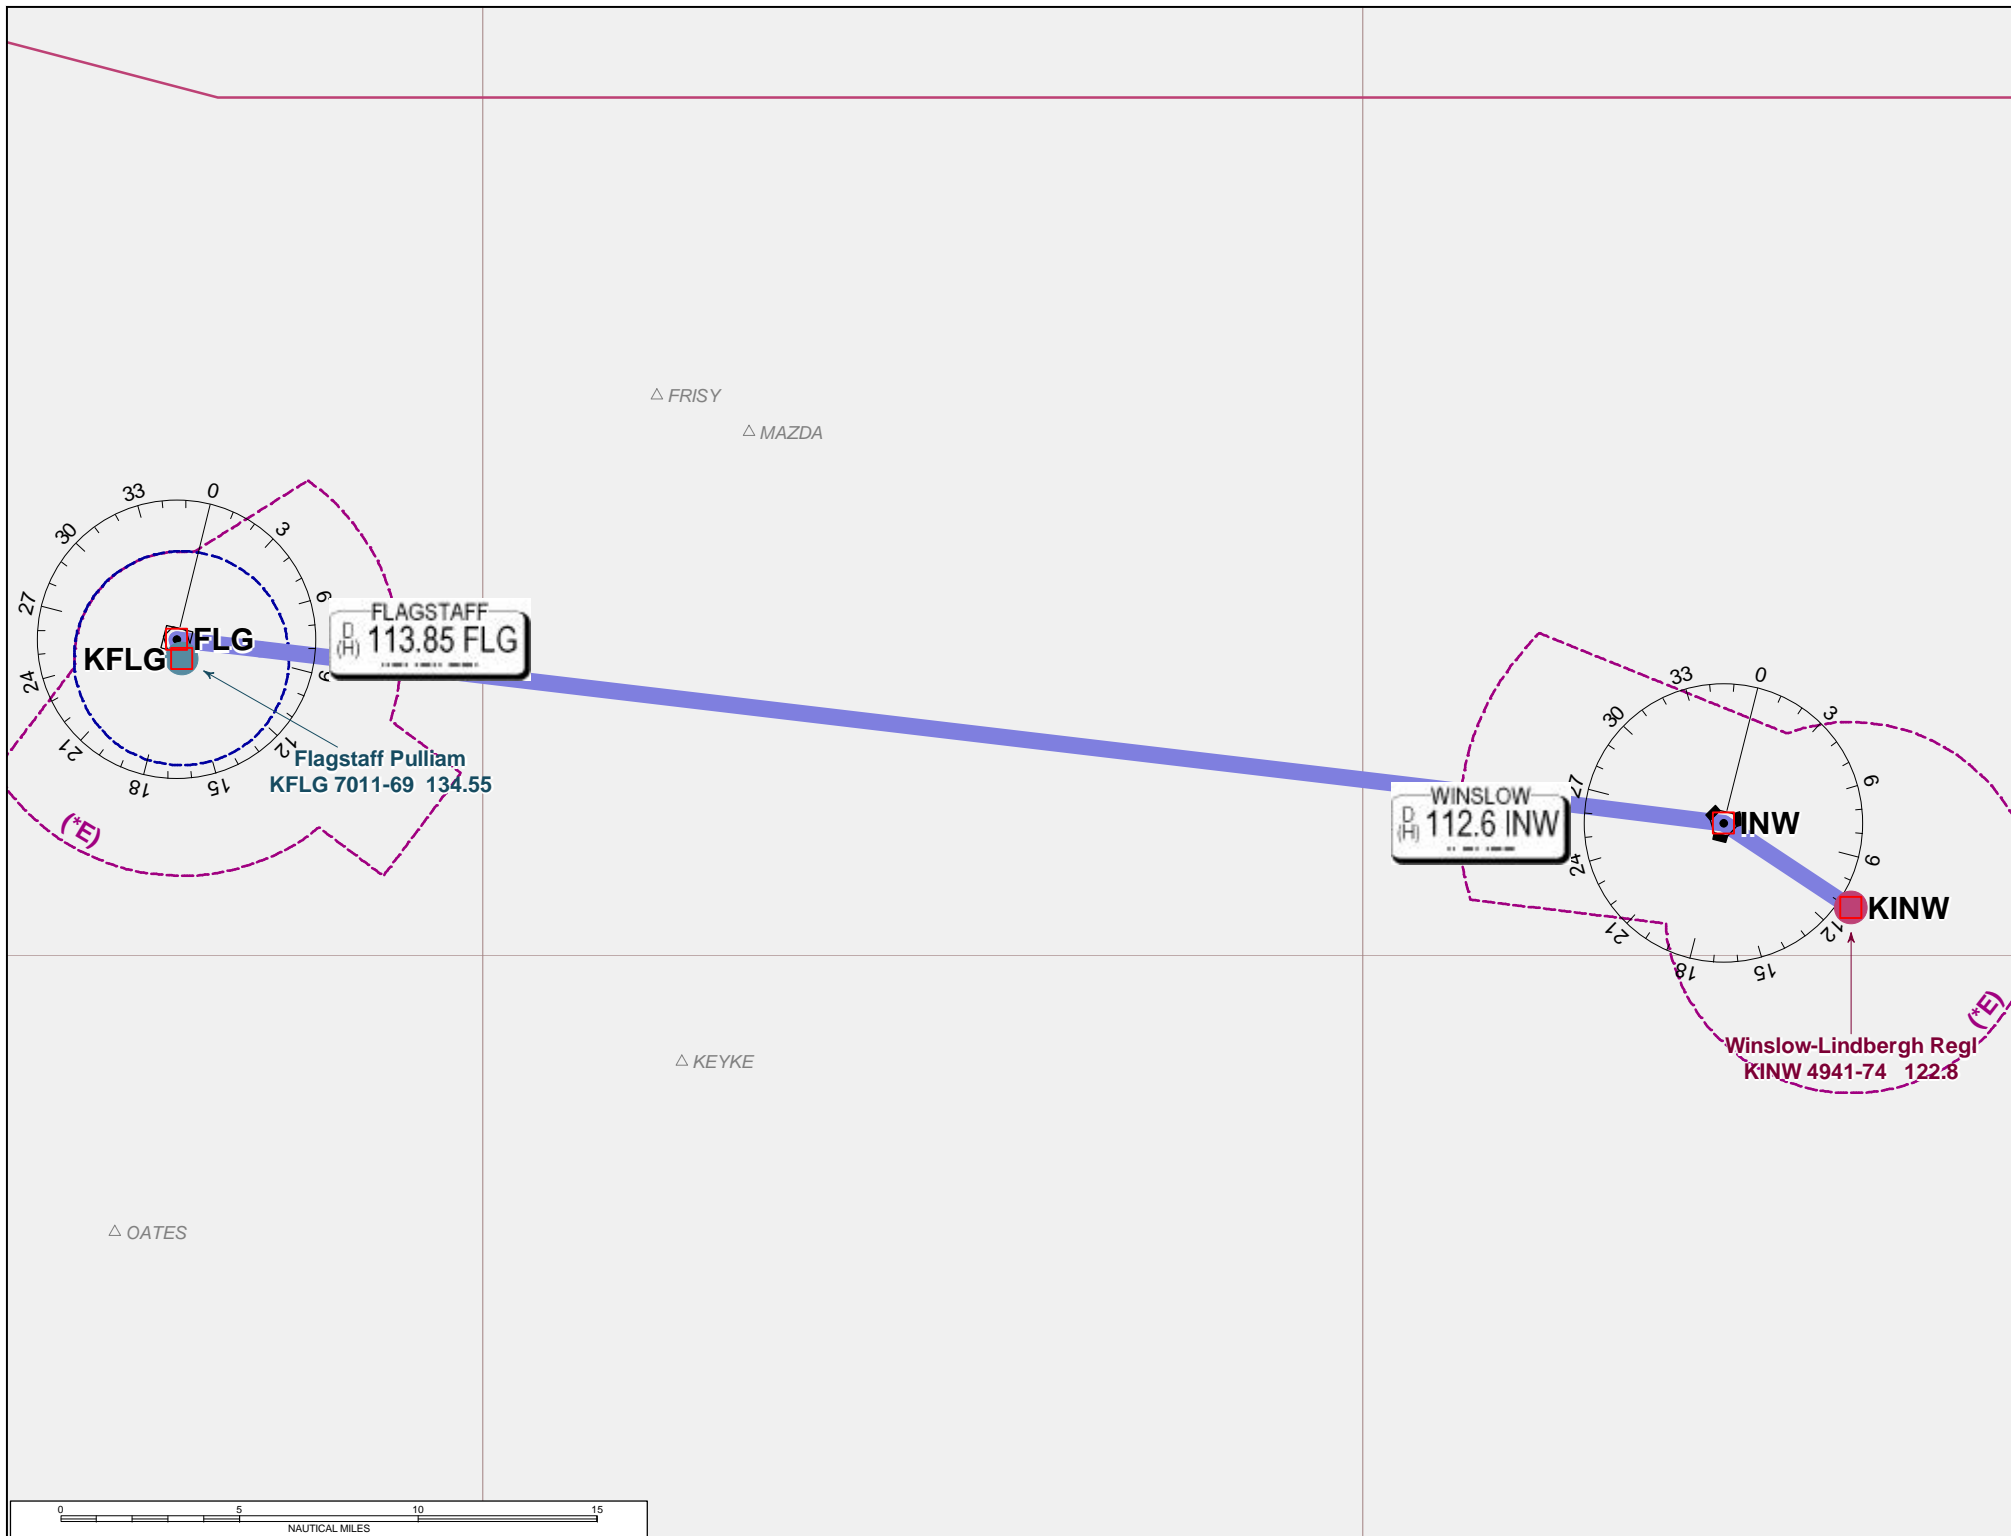 FRISY
MAZDA
33
0
30
3
27
6
24
9
21
12
18
15
FLG
KFLG
FLAGSTAFF
D
(H)
113.85 FLG
Flagstaff Pulliam
KFLG 7011-69 134.55
(*E)
33
0
30
3
27
6
24
9
21
12
18
15
WINSLOW
D
(H)
112.6 INW
INW
KINW
(*E)
Winslow-Lindbergh Regl
KINW 4941-74 122.8
KEYKE
OATES
0 5 10 15
NAUTICAL MILES